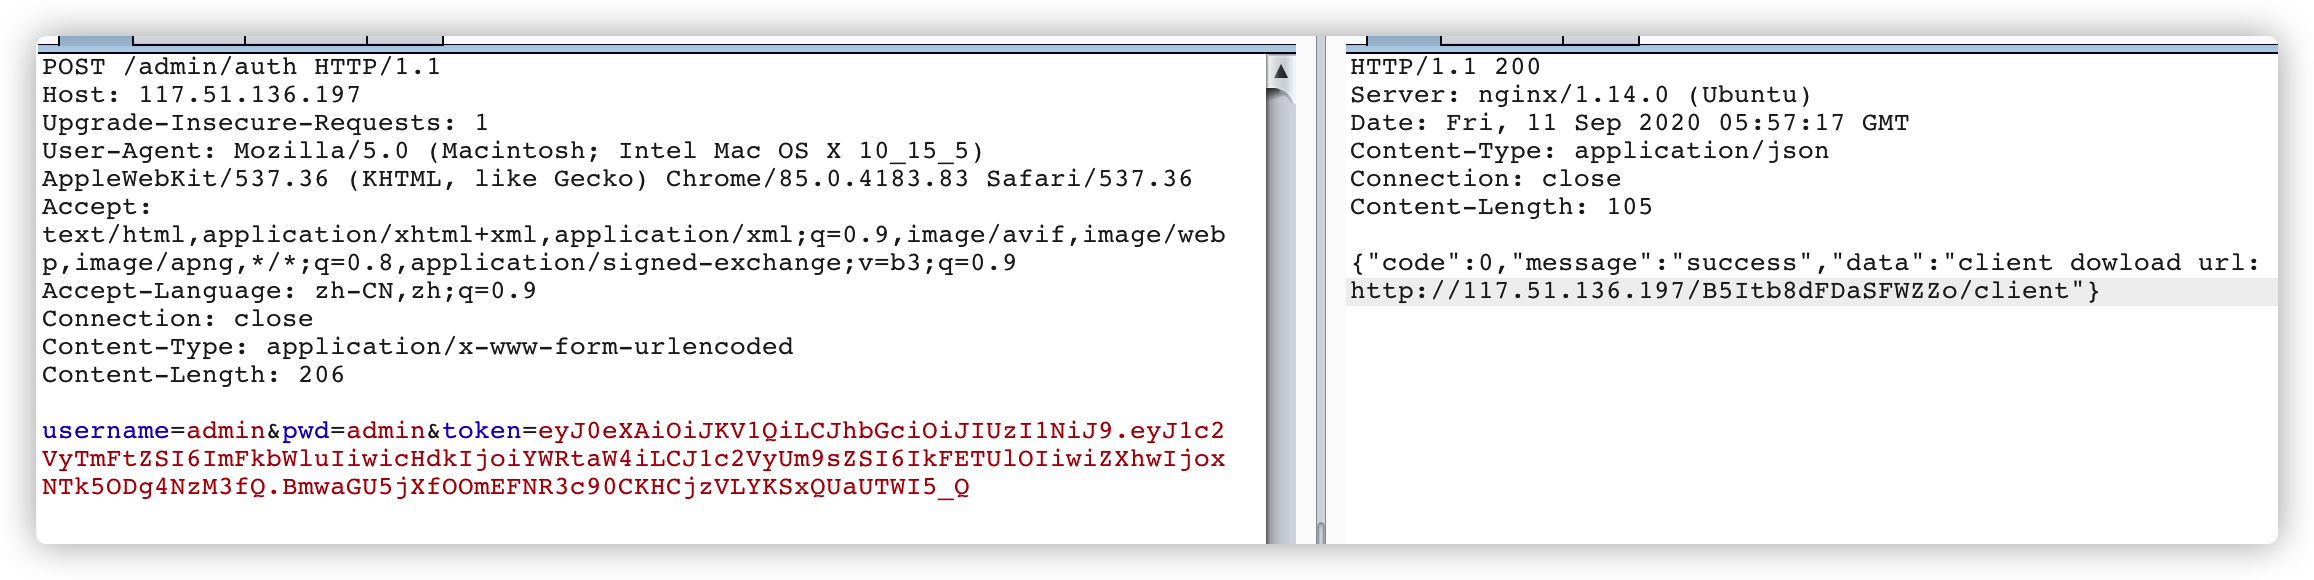 POST /admin/auth HTTP/1.1
Host: 117.51.136.197
Upgrade-Insecure-Requests: 1
User-Agent: Mozilla/5.0 (Macintosh; Intel Mac OS X 10_15_5)
AppleWebKit/537.36 (KHTML, like Gecko) Chrome/85.0.4183.83 Safari/537.36
Accept:
text/html,application/xhtml+xml,application/xml;q=0.9,image/avif,image/web
p,image/apng,*/*;q=0.8,application/signed-exchange;v=b3;q=0.9
Accept-Language: zh-CN,zh;q=0.9
Connection: close
Content-Type: application/x-www-form-urlencoded
Content-Length: 206
username=admin&pwd=admin&token=eyJ0eXAiOiJKV1QiLCJhbGciOiJIUzI1NiJ9.eyJ1c2
VyTmFtZSI6ImFkbWluIiwicHdkIjoiYWRtaW4iLCJ1c2VyUm9sZSI6IkFETUlOIiwiZXhwIjox
NTk5ODg4NzM3fQ.BmwaGU5jXfOOmEFNR3c90CKHCjzVLYKSxQUaUTWI5_Q
HTTP/1.1 200
Server: nginx/1.14.0 (Ubuntu)
Date: Fri, 11 Sep 2020 05:57:17 GMT
Content-Type: application/json
Connection: close
Content-Length: 105
{"code":0,"message":"success","data":"client dowload url:
http://117.51.136.197/B5Itb8dFDaSFWZZo/client"}